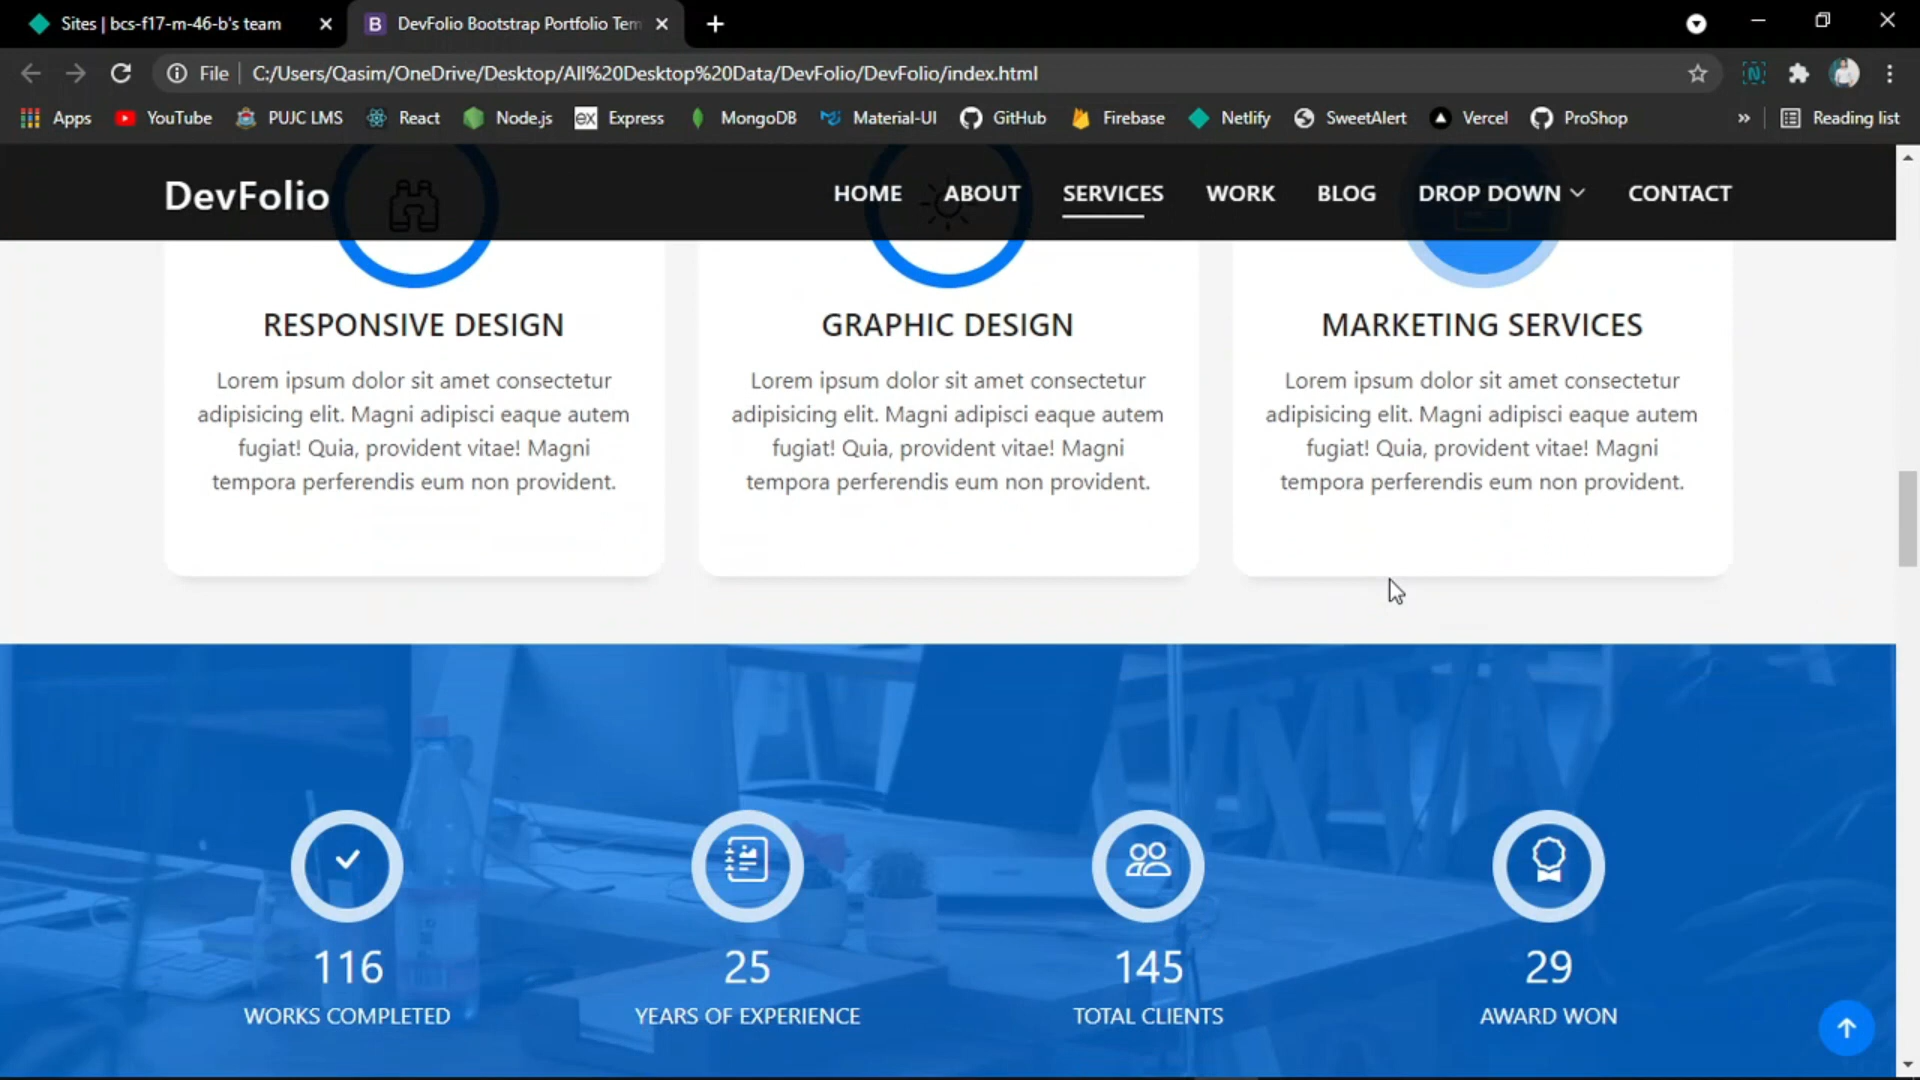 Sites | bcs-f17-m-46-b's team
DevFolio Bootstrap Portfolio Tem
File
C:/Users/Qasim/OneDrive/Desktop/All%20Desktop%20Data/DevFolio/DevFolio/index.html
Apps
YouTube
PUJC LMS
React
Node.js
ex Express
MongoDB
Material-UI
GitHub
Firebase
Netlify
SweetAlert
Vercel
ProShop
»
Reading list
DevFolio
HOME
ABOUT
SERVICES
WORK
BLOG
DROP DOWN
CONTACT
RESPONSIVE DESIGN
Lorem ipsum dolor sit amet consectetur
adipisicing elit. Magni adipisci eaque autem
fugiat! Quia, provident vitae! Magni
tempora perferendis eum non provident.
GRAPHIC DESIGN
Lorem ipsum dolor sit amet consectetur
adipisicing elit. Magni adipisci eaque autem
fugiat! Quia, provident vitae! Magni
tempora perferendis eum non provident.
MARKETING SERVICES
Lorem ipsum dolor sit amet consectetur
adipisicing elit. Magni adipisci eaque autem
fugiat! Quia, provident vitae! Magni
tempora perferendis eum non provident.
116
WORKS COMPLETED
25
YEARS OF EXPERIENCE
145
TOTAL CLIENTS
29
AWARD WON